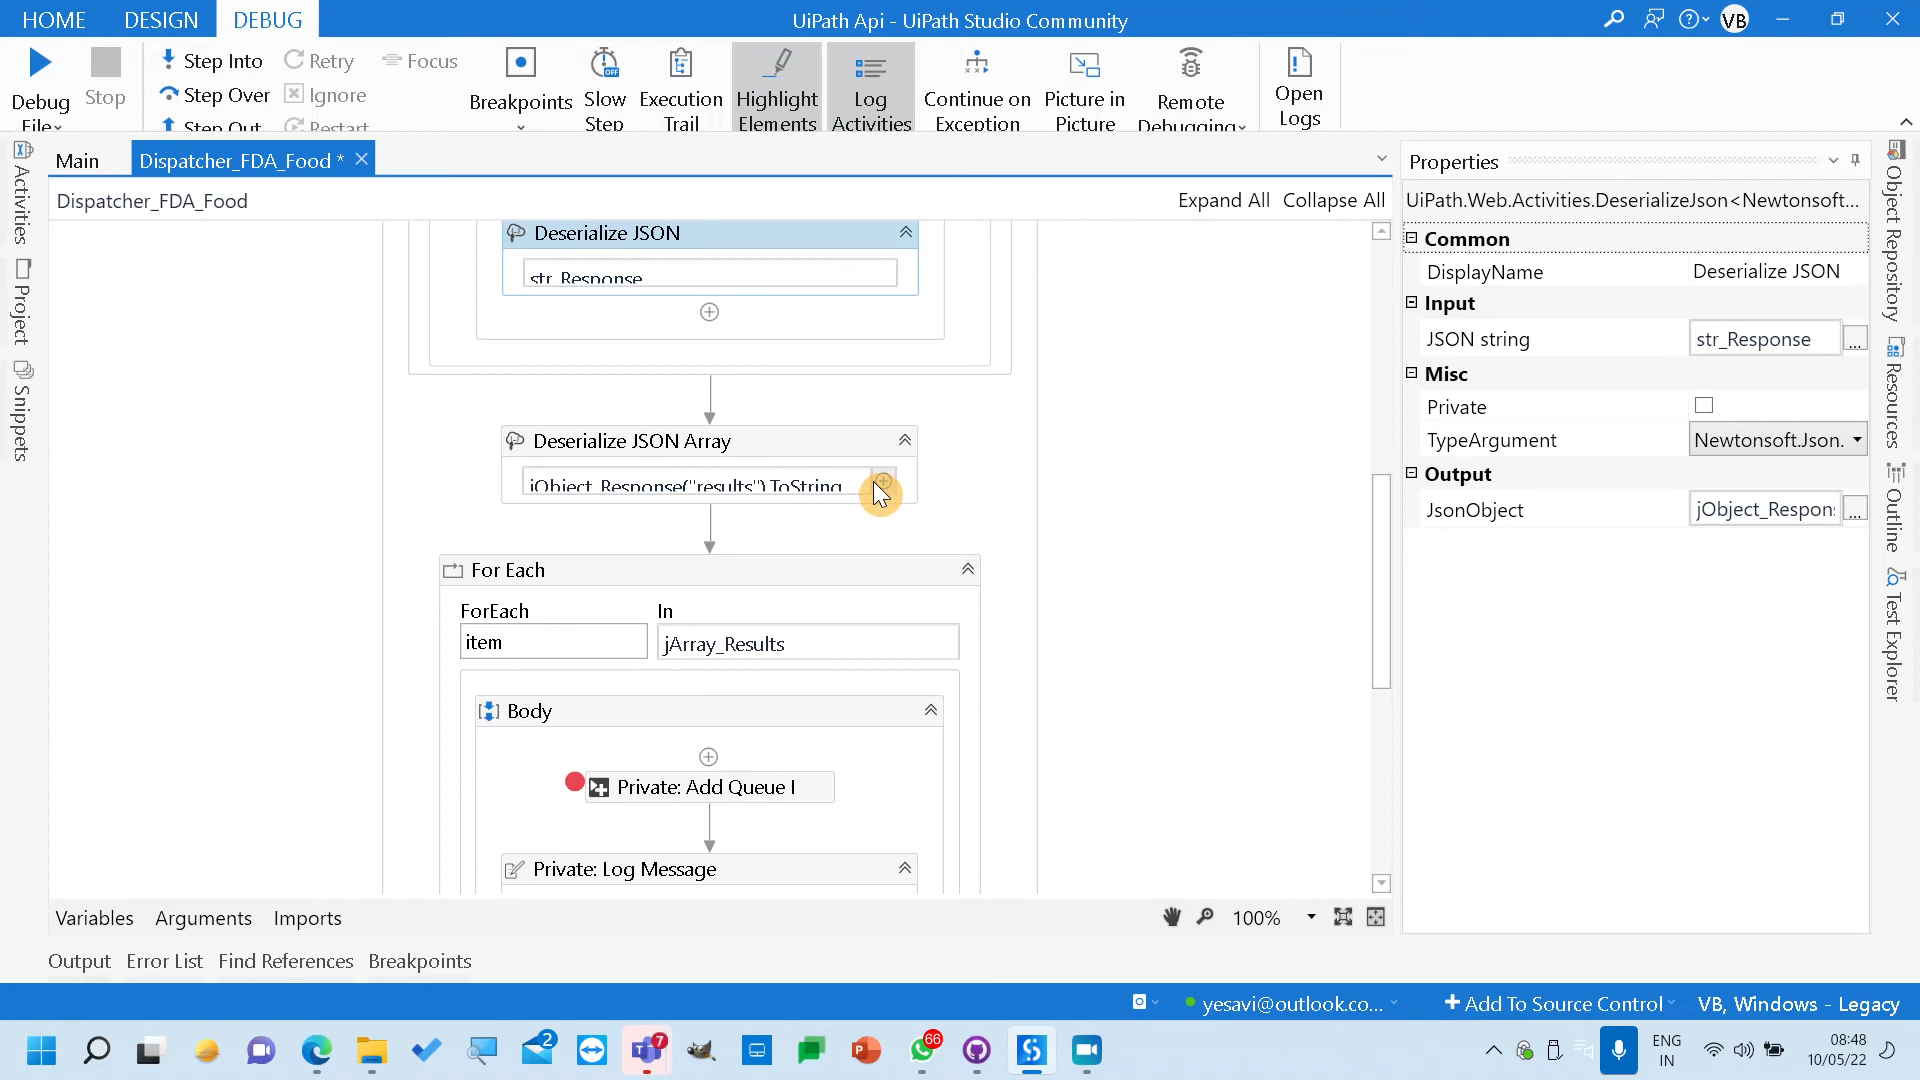 HOME DESIGN DEBUG UiPath Api - UiPath Studio Community VB
Debug File
Stop
Step Into
Step Over
Step Out
Retry
Ignore
Restart
Focus
Breakpoints
Slow Step
Execution Trail
Highlight Elements
Log Activities
Continue on Exception
Picture in Picture
Remote Debugging
Open Logs
Activities
Project
Snippets
Main Dispatcher_FDA_Food *
Dispatcher_FDA_Food Expand All Collapse All
Deserialize JSON
str_Response
Deserialize JSON Array
jObject_Response("results").ToString
For Each
ForEach In
item jArray_Results
Body
Private: Add Queue I
Private: Log Message
Variables Arguments Imports 100%
Output Error List Find References Breakpoints
Properties
UiPath.Web.Activities.DeserializeJson<Newtonsoft...
Common
DisplayName Deserialize JSON
Input
JSON string str_Response ...
Misc
Private
TypeArgument Newtonsoft.Json.
Output
JsonObject jObject_Respon ...
Object Repository
Resources
Outline
Test Explorer
yesavi@outlook.co... Add To Source Control VB, Windows - Legacy
2 7 66
ENG
IN
08:48
10/05/22